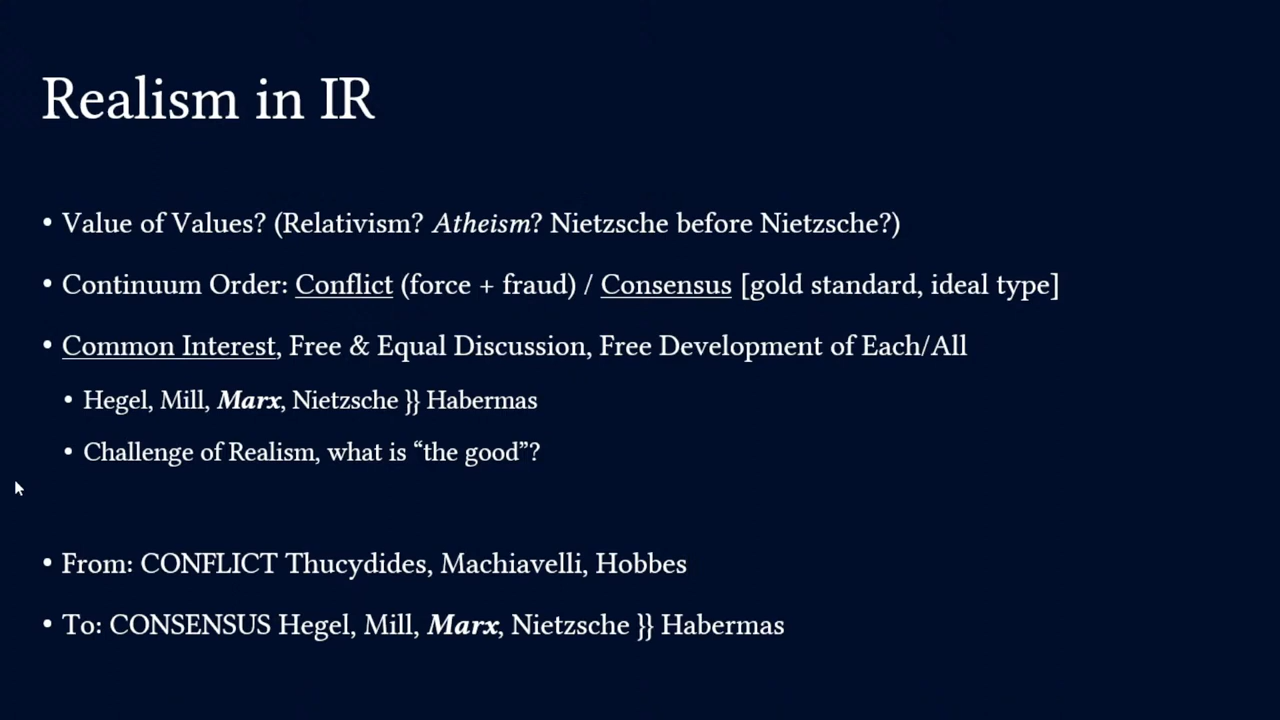 Realism in IR
• Value of Values? (Relativism? Atheism? Nietzsche before Nietzsche?)
• Continuum Order: Conflict (force + fraud) / Consensus [gold standard, ideal type]
• Common Interest, Free & Equal Discussion, Free Development of Each/All
• Hegel, Mill, Marx, Nietzsche }} Habermas
• Challenge of Realism, what is “the good”?
• From: CONFLICT Thucydides, Machiavelli, Hobbes
• To: CONSENSUS Hegel, Mill, Marx, Nietzsche }} Habermas